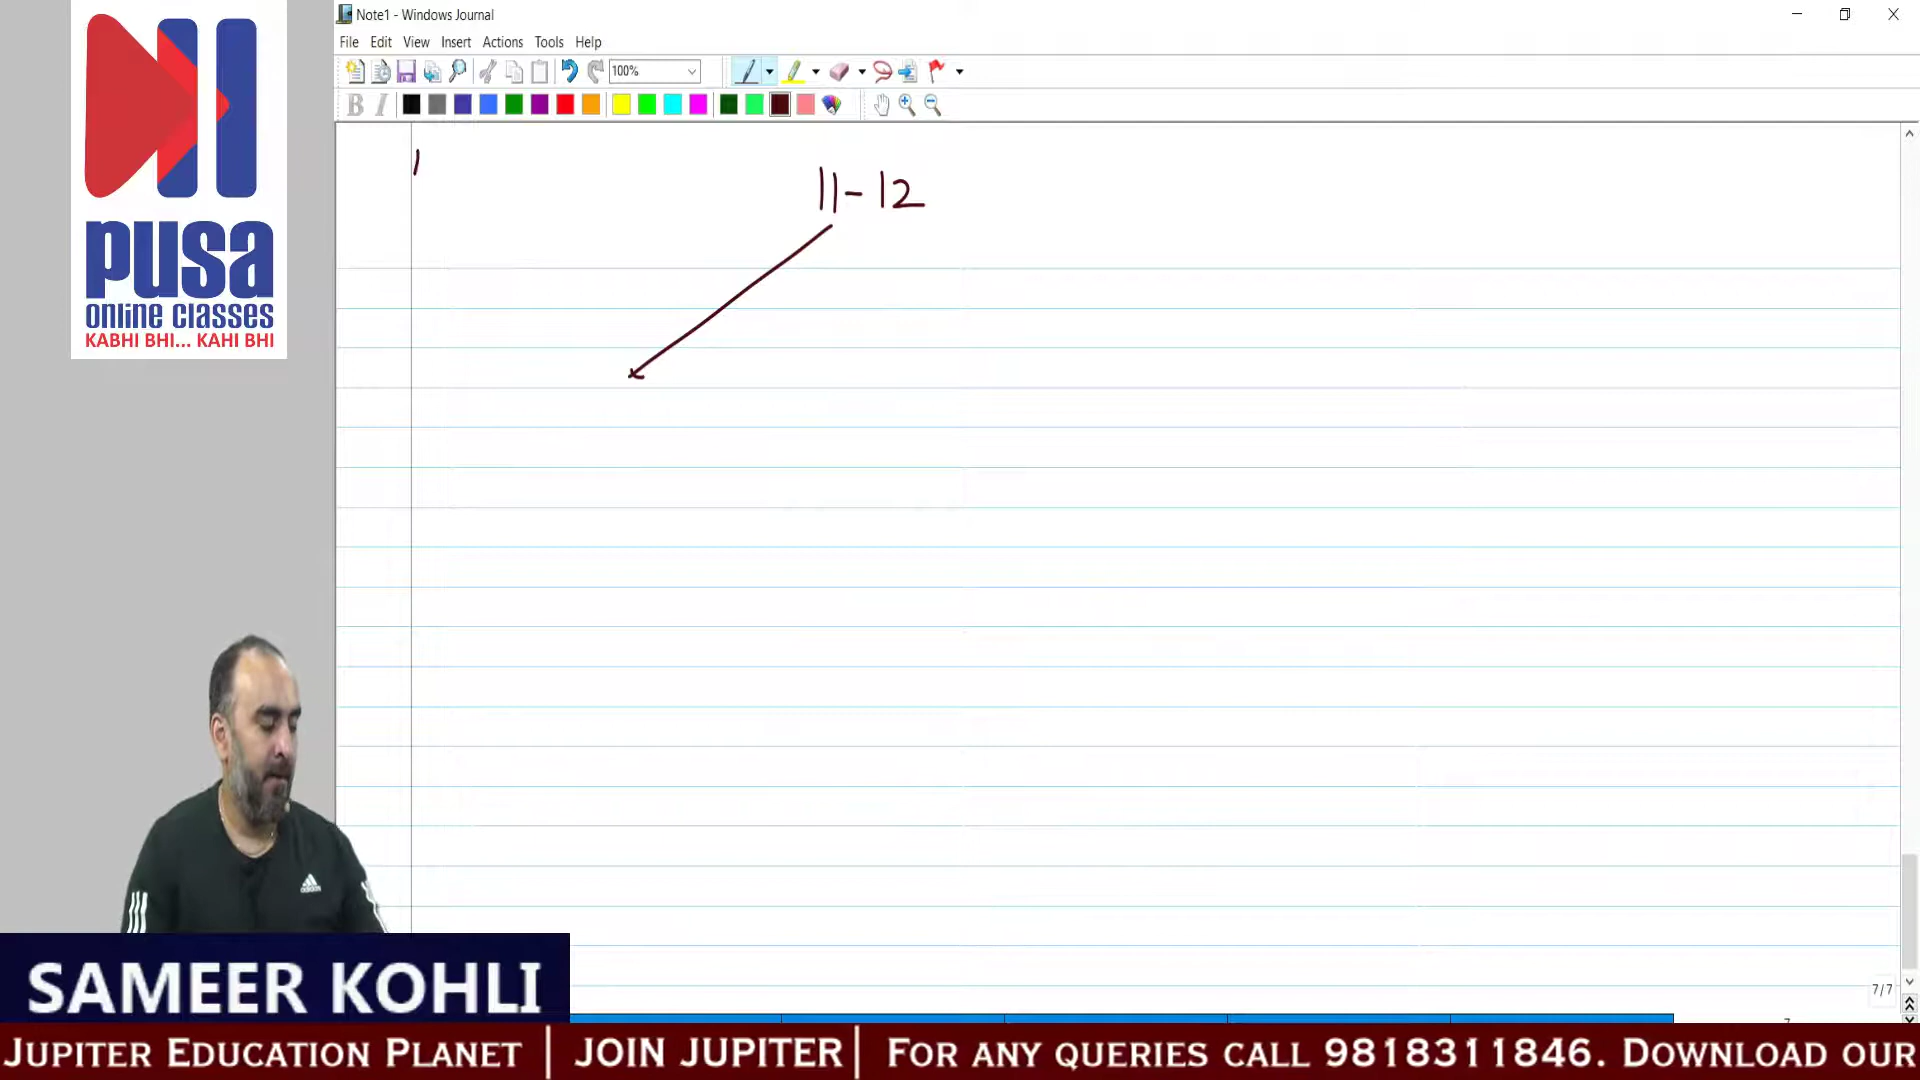 Note1 - Windows Journal
File Edit View Insert Actions Tools Help
100%
B I
11-12
pusa
online classes
KABHI BHI... KAHI BHI
7/7
SAMEER KOHLI
JUPITER EDUCATION PLANET | JOIN JUPITER| FOR ANY QUERIES CALL 9818311846. DOWNLOAD OUR